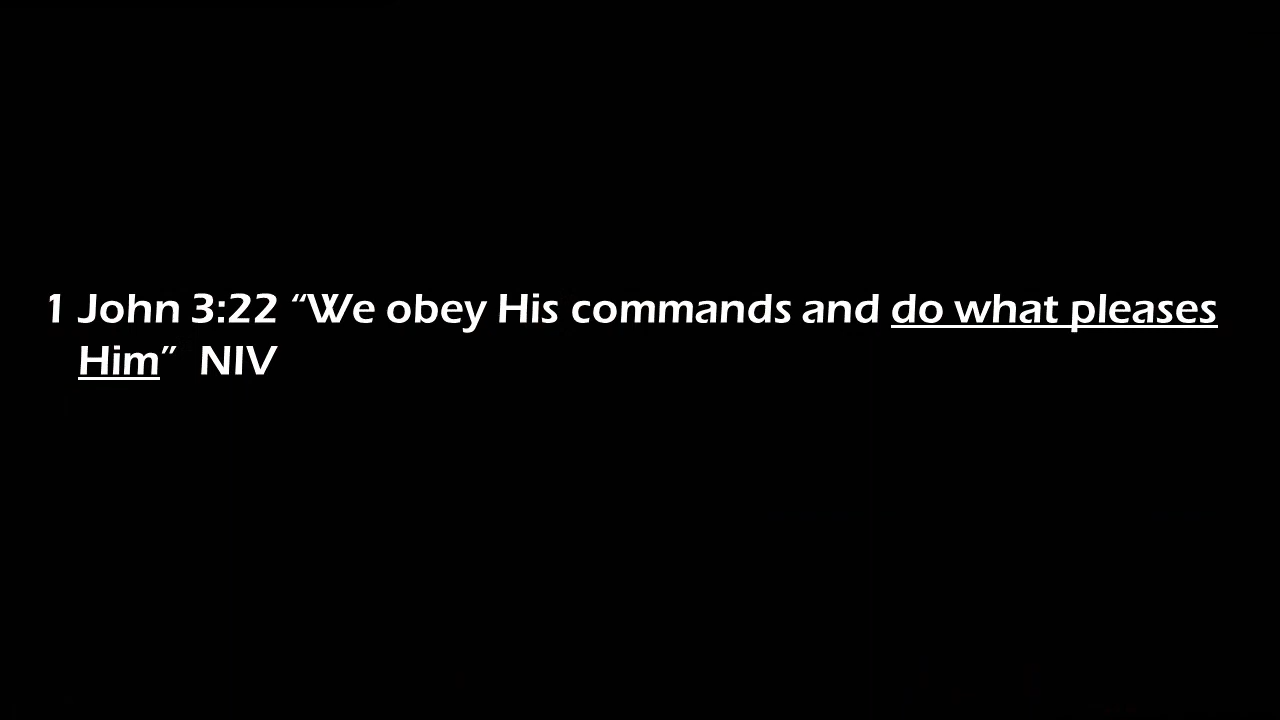 1 John 3:22 “We obey His commands and do what pleases
Him”  NIV